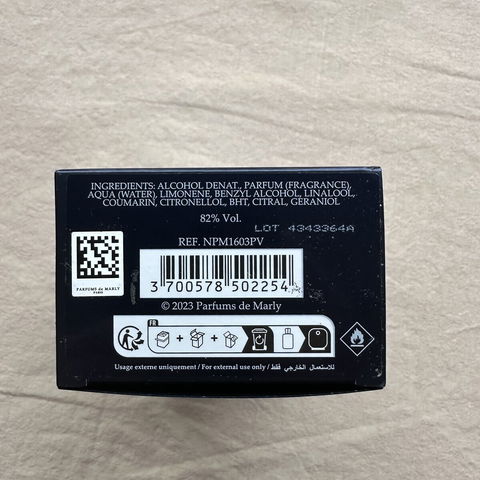 INGREDIENTS: ALCOHOL DENAT., PARFUM (FRAGRANCE),
AQUA (WATER), LIMONENE, BENZYL ALCOHOL, LINALOOL,
COUMARIN, CITRONELLOL, BHT, CITRAL, GERANIOL
82% Vol.
LOT 4343364A
REF. NPM1603PV
PARFUMS de MARLY
PARIS
3 700578 502254
© 2023 Parfums de Marly
FR
Usage externe uniquement / For external use only / للاستعمال الخارجي فقط